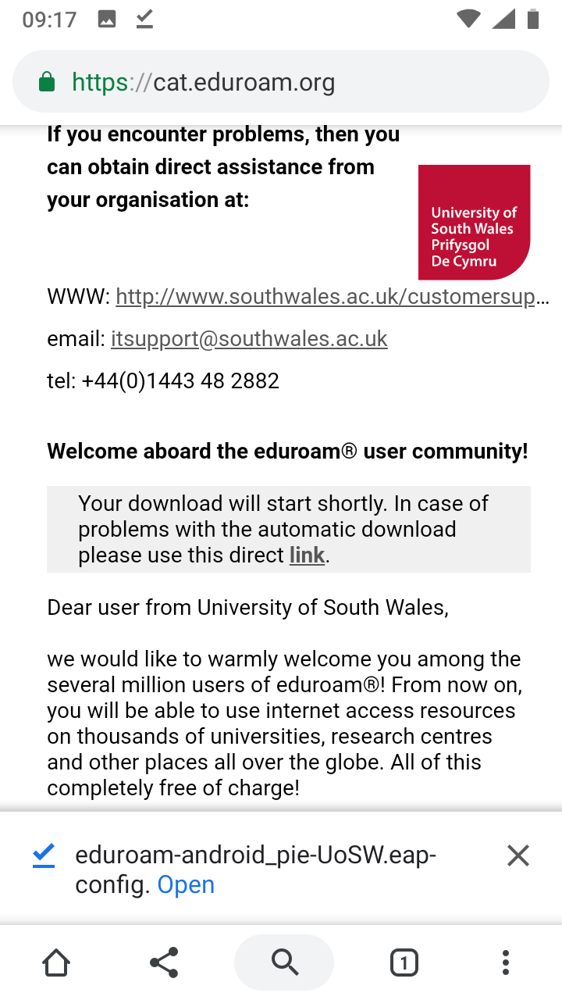 09:17
https://cat.eduroam.org
If you encounter problems, then you
can obtain direct assistance from
your organisation at:
University of
South Wales
Prifysgol
De Cymru
WWW: http://www.southwales.ac.uk/customersup...
email: itsupport@southwales.ac.uk
tel: +44(0)1443 48 2882
Welcome aboard the eduroam® user community!
Your download will start shortly. In case of
problems with the automatic download
please use this direct link.
Dear user from University of South Wales,
we would like to warmly welcome you among the
several million users of eduroam®! From now on,
you will be able to use internet access resources
on thousands of universities, research centres
and other places all over the globe. All of this
completely free of charge!
eduroam-android_pie-UoSW.eap-
config. Open
1